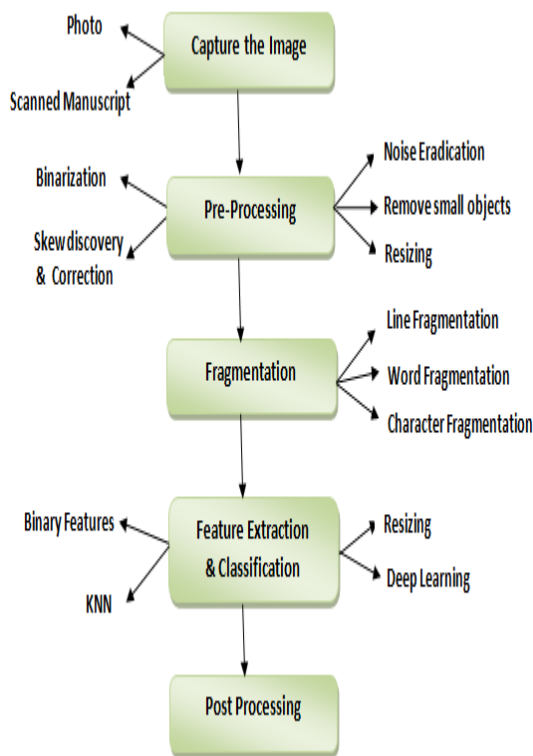 Photo
Capture the Image
Scanned Manuscript
Noise Eradication
Binarization
Pre-Processing
Remove small objects
Skew discovery
& Correction
Resizing
Line Fragmentation
Fragmentation
Word Fragmentation
Character Fragmentation
Binary Features
Feature Extraction
& Classification
Resizing
Deep Learning
KNN
Post Processing